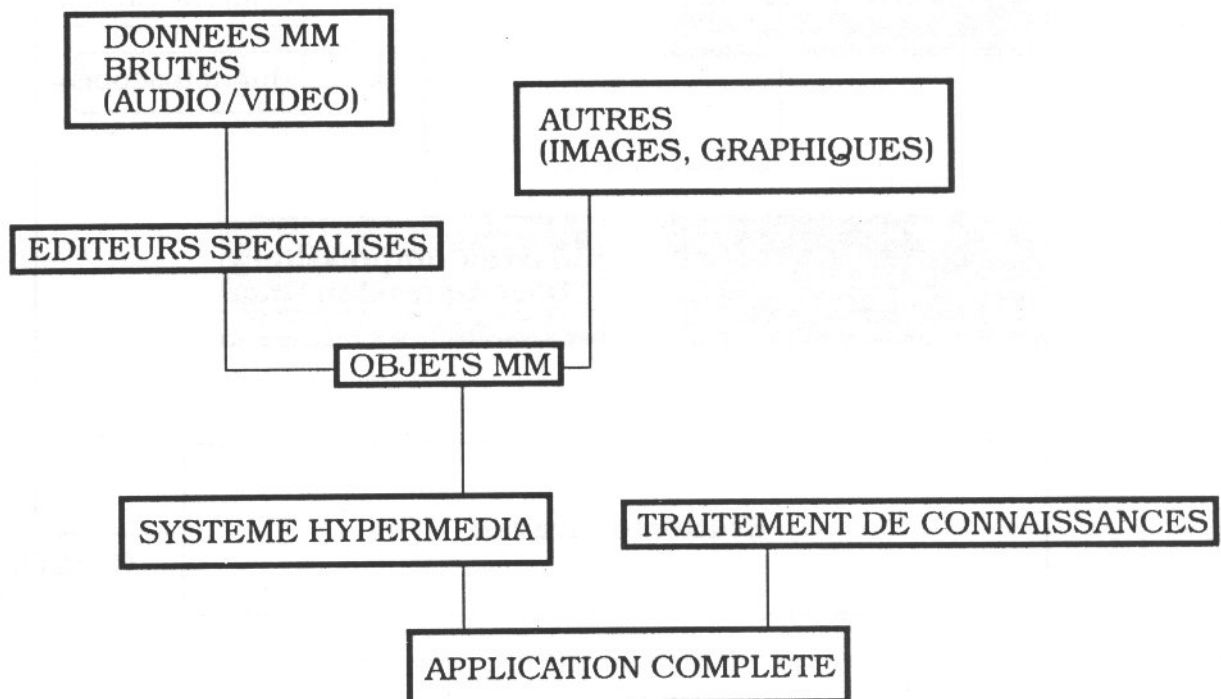 DONNEES MM
BRUTES
(AUDIO/VIDEO)
AUTRES
(IMAGES, GRAPHIQUES)
EDITEURS SPECIALISES
OBJETS MM
SYSTEME HYPERMEDIA
TRAITEMENT DE CONNAISSANCES
APPLICATION COMPLETE